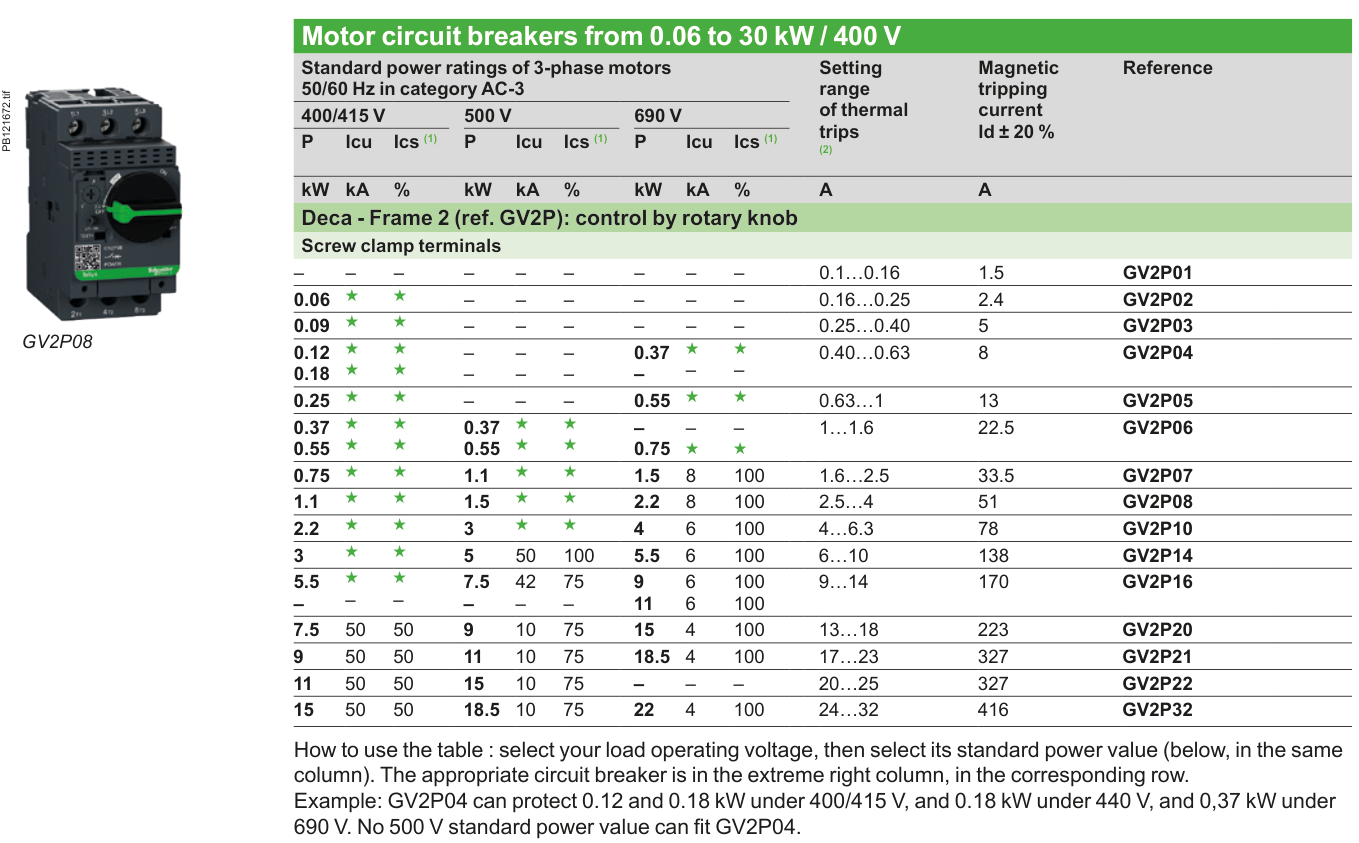 PB121672.tif
GV2P08
Motor circuit breakers from 0.06 to 30 kW / 400 V
Standard power ratings of 3-phase motors
50/60 Hz in category AC-3
Setting
range
of thermal
trips
(2)
Magnetic
tripping
current
Id ± 20 %
Reference
400/415 V 500 V 690 V
P Icu Ics (1) P Icu Ics (1) P Icu Ics (1)
kW kA % kW kA % kW kA % A A
Deca - Frame 2 (ref. GV2P): control by rotary knob
Screw clamp terminals
– – – – – – – – – 0.1…0.16 1.5 GV2P01
0.06 ★ ★ – – – – – – 0.16…0.25 2.4 GV2P02
0.09 ★ ★ – – – – – – 0.25…0.40 5 GV2P03
0.12 ★ ★ – – – 0.37 ★ ★ 0.40…0.63 8 GV2P04
0.18 ★ ★ – – – – – –
0.25 ★ ★ – – – 0.55 ★ ★ 0.63…1 13 GV2P05
0.37 ★ ★ 0.37 ★ ★ – – – 1…1.6 22.5 GV2P06
0.55 ★ ★ 0.55 ★ ★ 0.75 ★ ★
0.75 ★ ★ 1.1 ★ ★ 1.5 8 100 1.6…2.5 33.5 GV2P07
1.1 ★ ★ 1.5 ★ ★ 2.2 8 100 2.5…4 51 GV2P08
2.2 ★ ★ 3 ★ ★ 4 6 100 4…6.3 78 GV2P10
3 ★ ★ 5 50 100 5.5 6 100 6…10 138 GV2P14
5.5 ★ ★ 7.5 42 75 9 6 100 9…14 170 GV2P16
– – – – – – 11 6 100
7.5 50 50 9 10 75 15 4 100 13…18 223 GV2P20
9 50 50 11 10 75 18.5 4 100 17…23 327 GV2P21
11 50 50 15 10 75 – – – 20…25 327 GV2P22
15 50 50 18.5 10 75 22 4 100 24…32 416 GV2P32
How to use the table : select your load operating voltage, then select its standard power value (below, in the same
column). The appropriate circuit breaker is in the extreme right column, in the corresponding row.
Example: GV2P04 can protect 0.12 and 0.18 kW under 400/415 V, and 0.18 kW under 440 V, and 0,37 kW under
690 V. No 500 V standard power value can fit GV2P04.